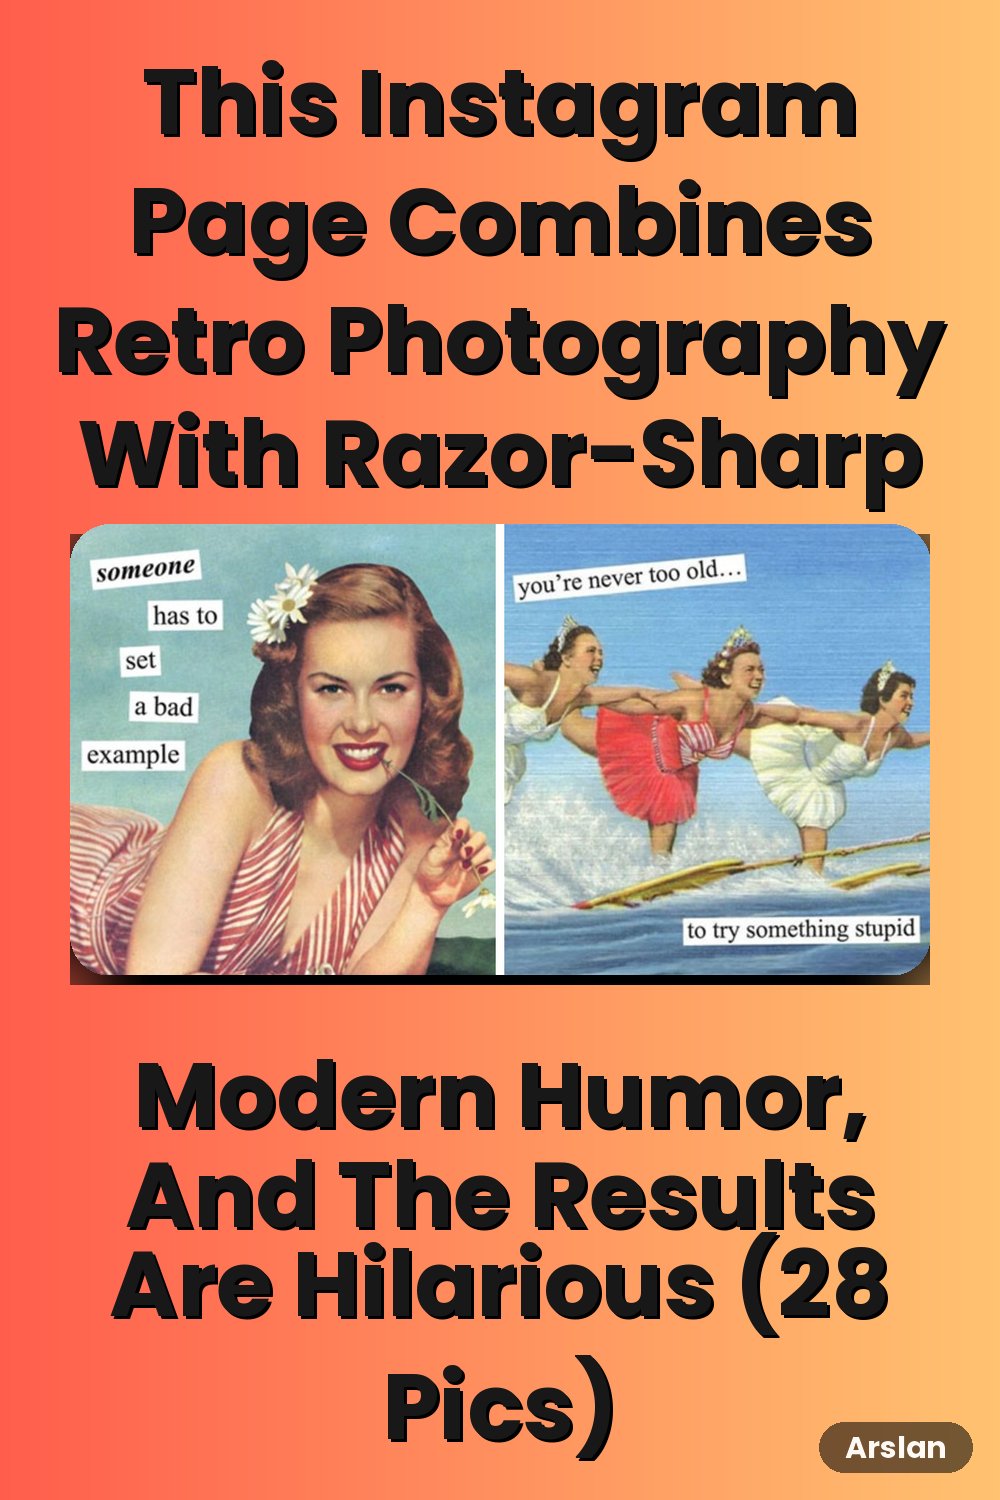 This Instagram
Page Combines
Retro Photography
With Razor-Sharp
someone
has to
set
a bad
example
you're never too old...
to try something stupid
Modern Humor,
And The Results
Are Hilarious (28
Pics)
Arslan